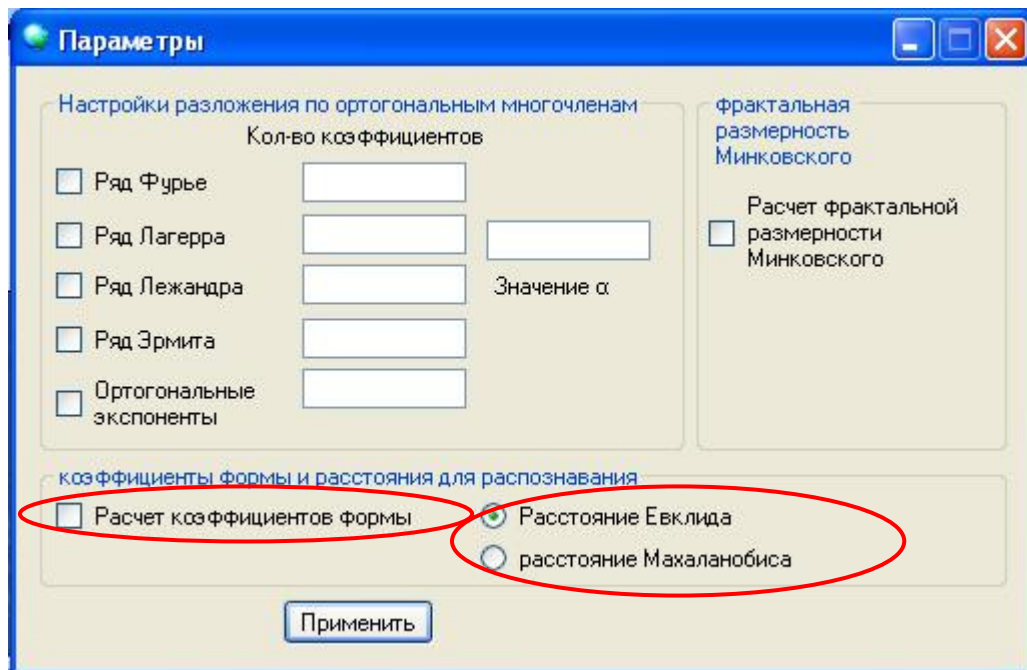 Параметры
Настройки разложения по ортогональным многочленам
Кол-во коэффициентов
Ряд Фурье
Ряд Лагерра
Ряд Лежандра
Значение α
Ряд Эрмита
Ортогональные
экспоненты
фрактальная
размерность
Минковского
Расчет фрактальной
размерности
Минковского
коэффициенты формы и расстояния для распознавания
Расчет коэффициентов формы
Расстояние Евклида
расстояние Махаланобиса
Применить